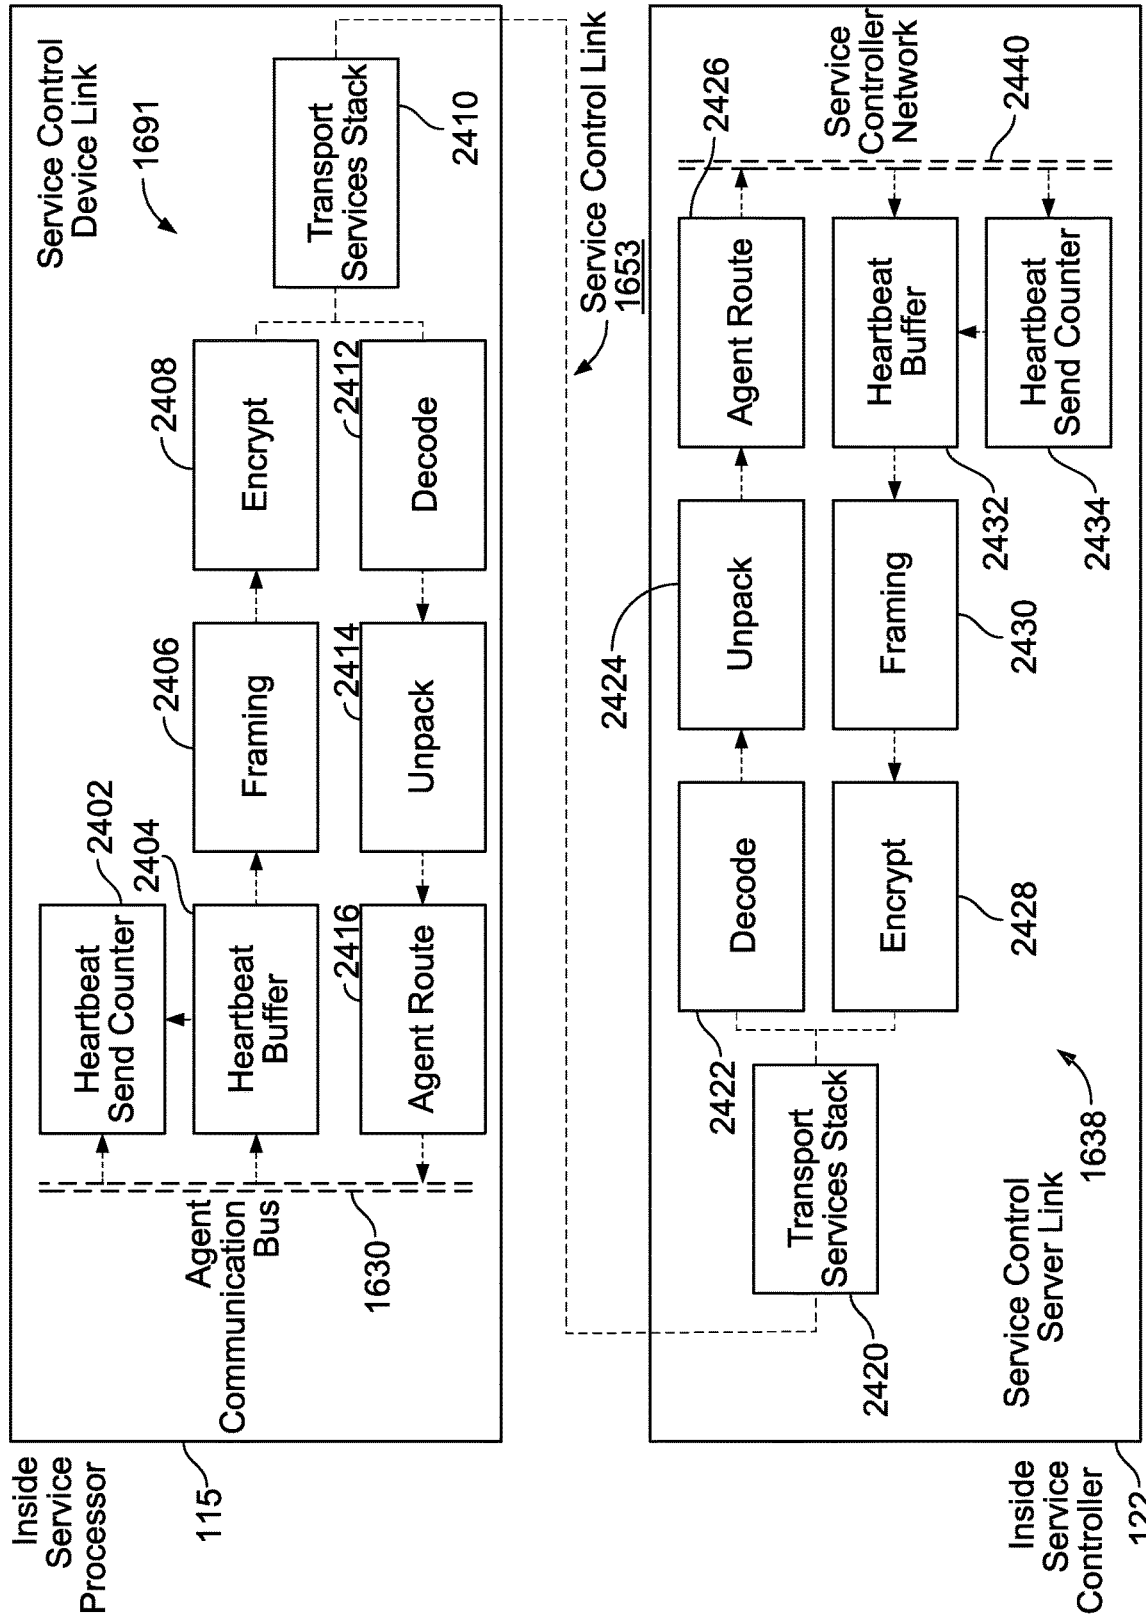 Inside
Service
Processor
115
Service Control
Device Link
1691
Heartbeat
Send Counter
2402
Heartbeat
Buffer
2404
Framing
2406
Encrypt
2408
Transport
Services Stack
2410
Decode
2412
Unpack
2414
Agent Route
2416
Agent
Communication
Bus
1630
Service Control Link
1653
Inside
Service
Controller
122
Service Control
Server Link
1638
Transport
Services Stack
2420
Decode
2422
Unpack
2424
Agent Route
2426
Encrypt
2428
Framing
2430
Heartbeat
Buffer
2432
Heartbeat
Send Counter
2434
Service
Controller
Network
2440